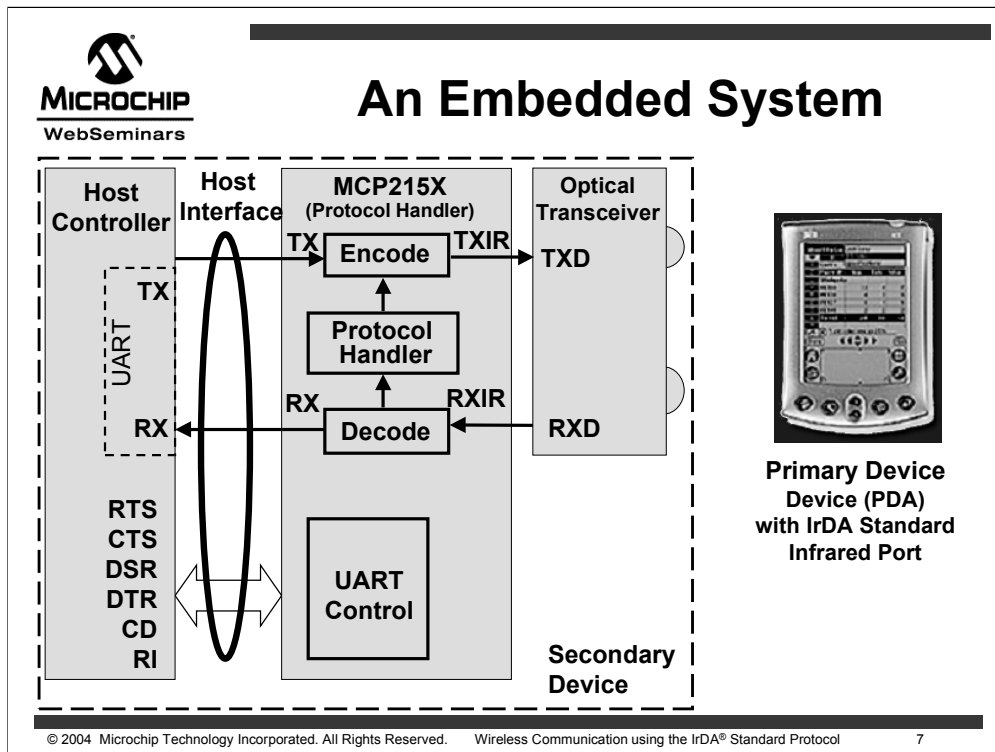 MICROCHIP
WebSeminars
An Embedded System
Host
Controller
Host
Interface
MCP215X
(Protocol Handler)
Optical
Transceiver
TX
Encode
TXIR
TXD
TX
UART
Protocol
Handler
RX
RX
Decode
RXIR
RXD
RTS
CTS
DSR
DTR
CD
RI
UART
Control
Secondary
Device
Primary Device
Device (PDA)
with IrDA Standard
Infrared Port
© 2004 Microchip Technology Incorporated. All Rights Reserved. Wireless Communication using the IrDA® Standard Protocol 7